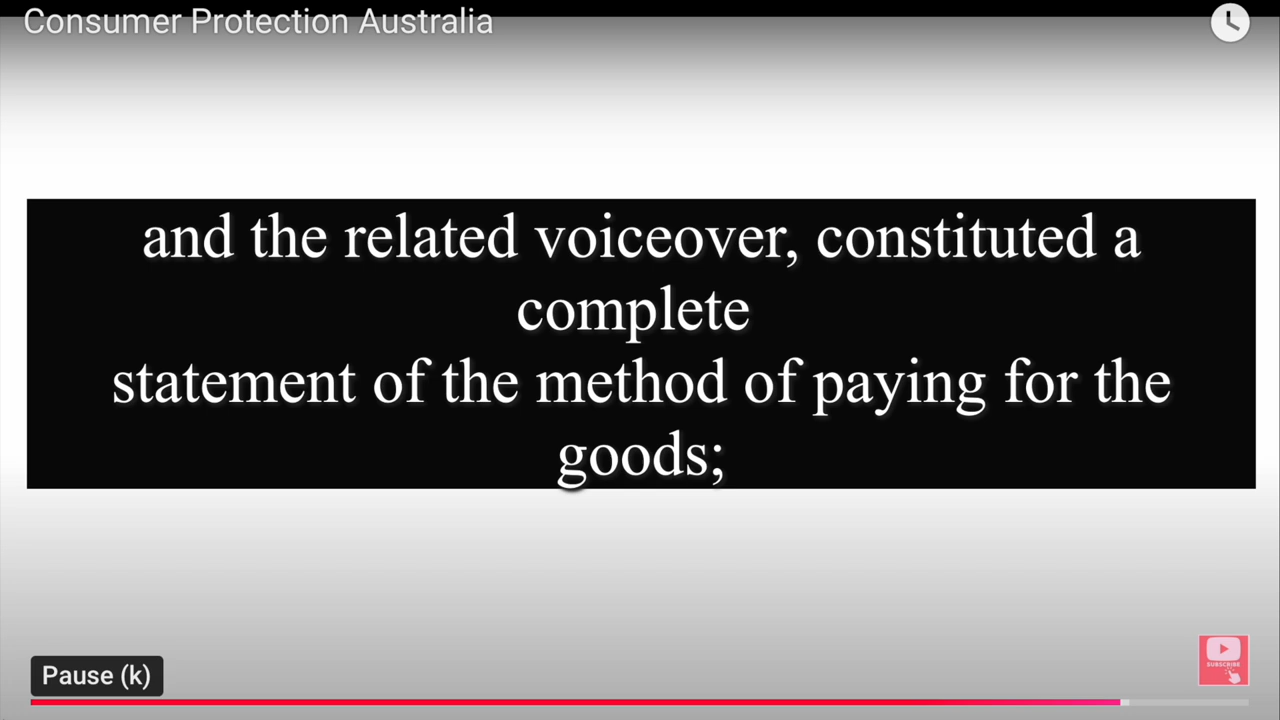 Consumer Protection Australia
and the related voiceover, constituted a
complete
statement of the method of paying for the
goods;
SUBSCRIBE
Pause (k)